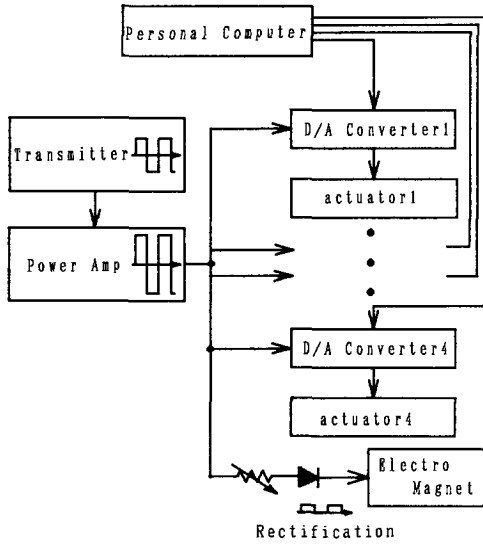 Personal Computer
Transmitter
D/A Converter1
actuator1
Power Amp
D/A Converter4
actuator4
Electro
Magnet
Rectification